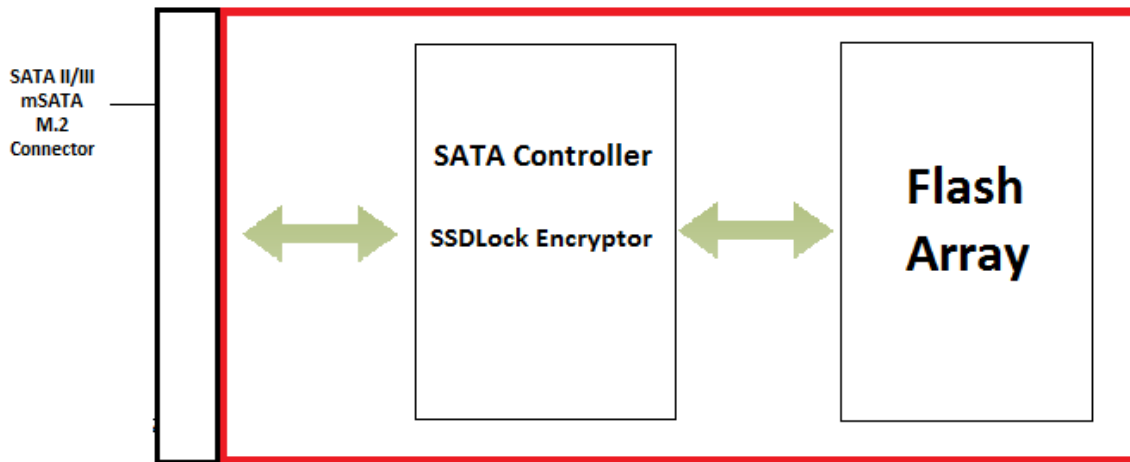 SATA II/III
mSATA
M.2
Connector
SATA Controller
SSDLock Encryptor
Flash
Array